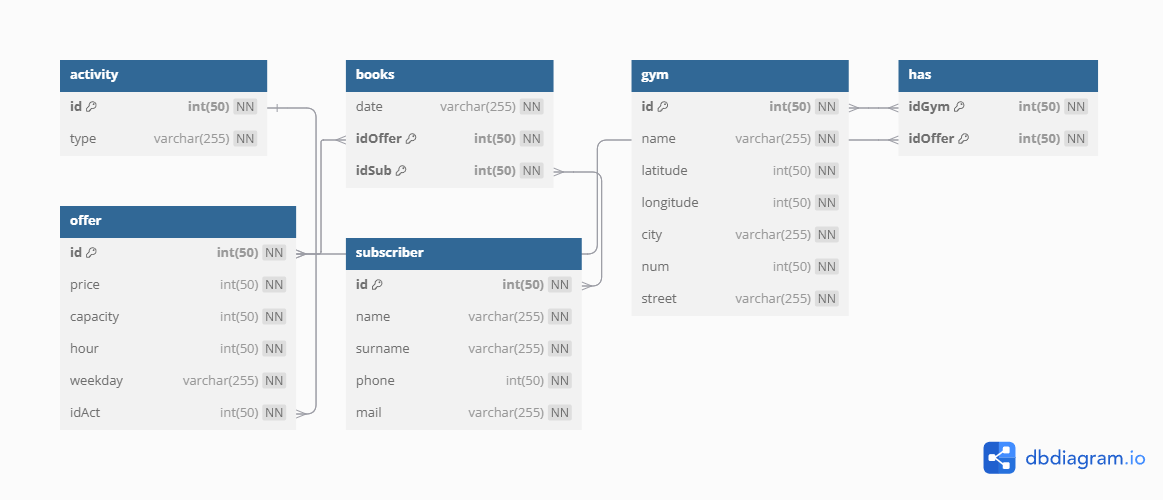 activity
id int(50) NN
type varchar(255) NN
books
date varchar(255) NN
idOffer int(50) NN
idSub int(50) NN
gym
id int(50) NN
name varchar(255) NN
latitude int(50) NN
longitude int(50) NN
city varchar(255) NN
num int(50) NN
street varchar(255) NN
has
idGym int(50) NN
idOffer int(50) NN
offer
id int(50) NN
price int(50) NN
capacity int(50) NN
hour int(50) NN
weekday varchar(255) NN
idAct int(50) NN
subscriber
id int(50) NN
name varchar(255) NN
surname varchar(255) NN
phone int(50) NN
mail varchar(255) NN
dbdiagram.io